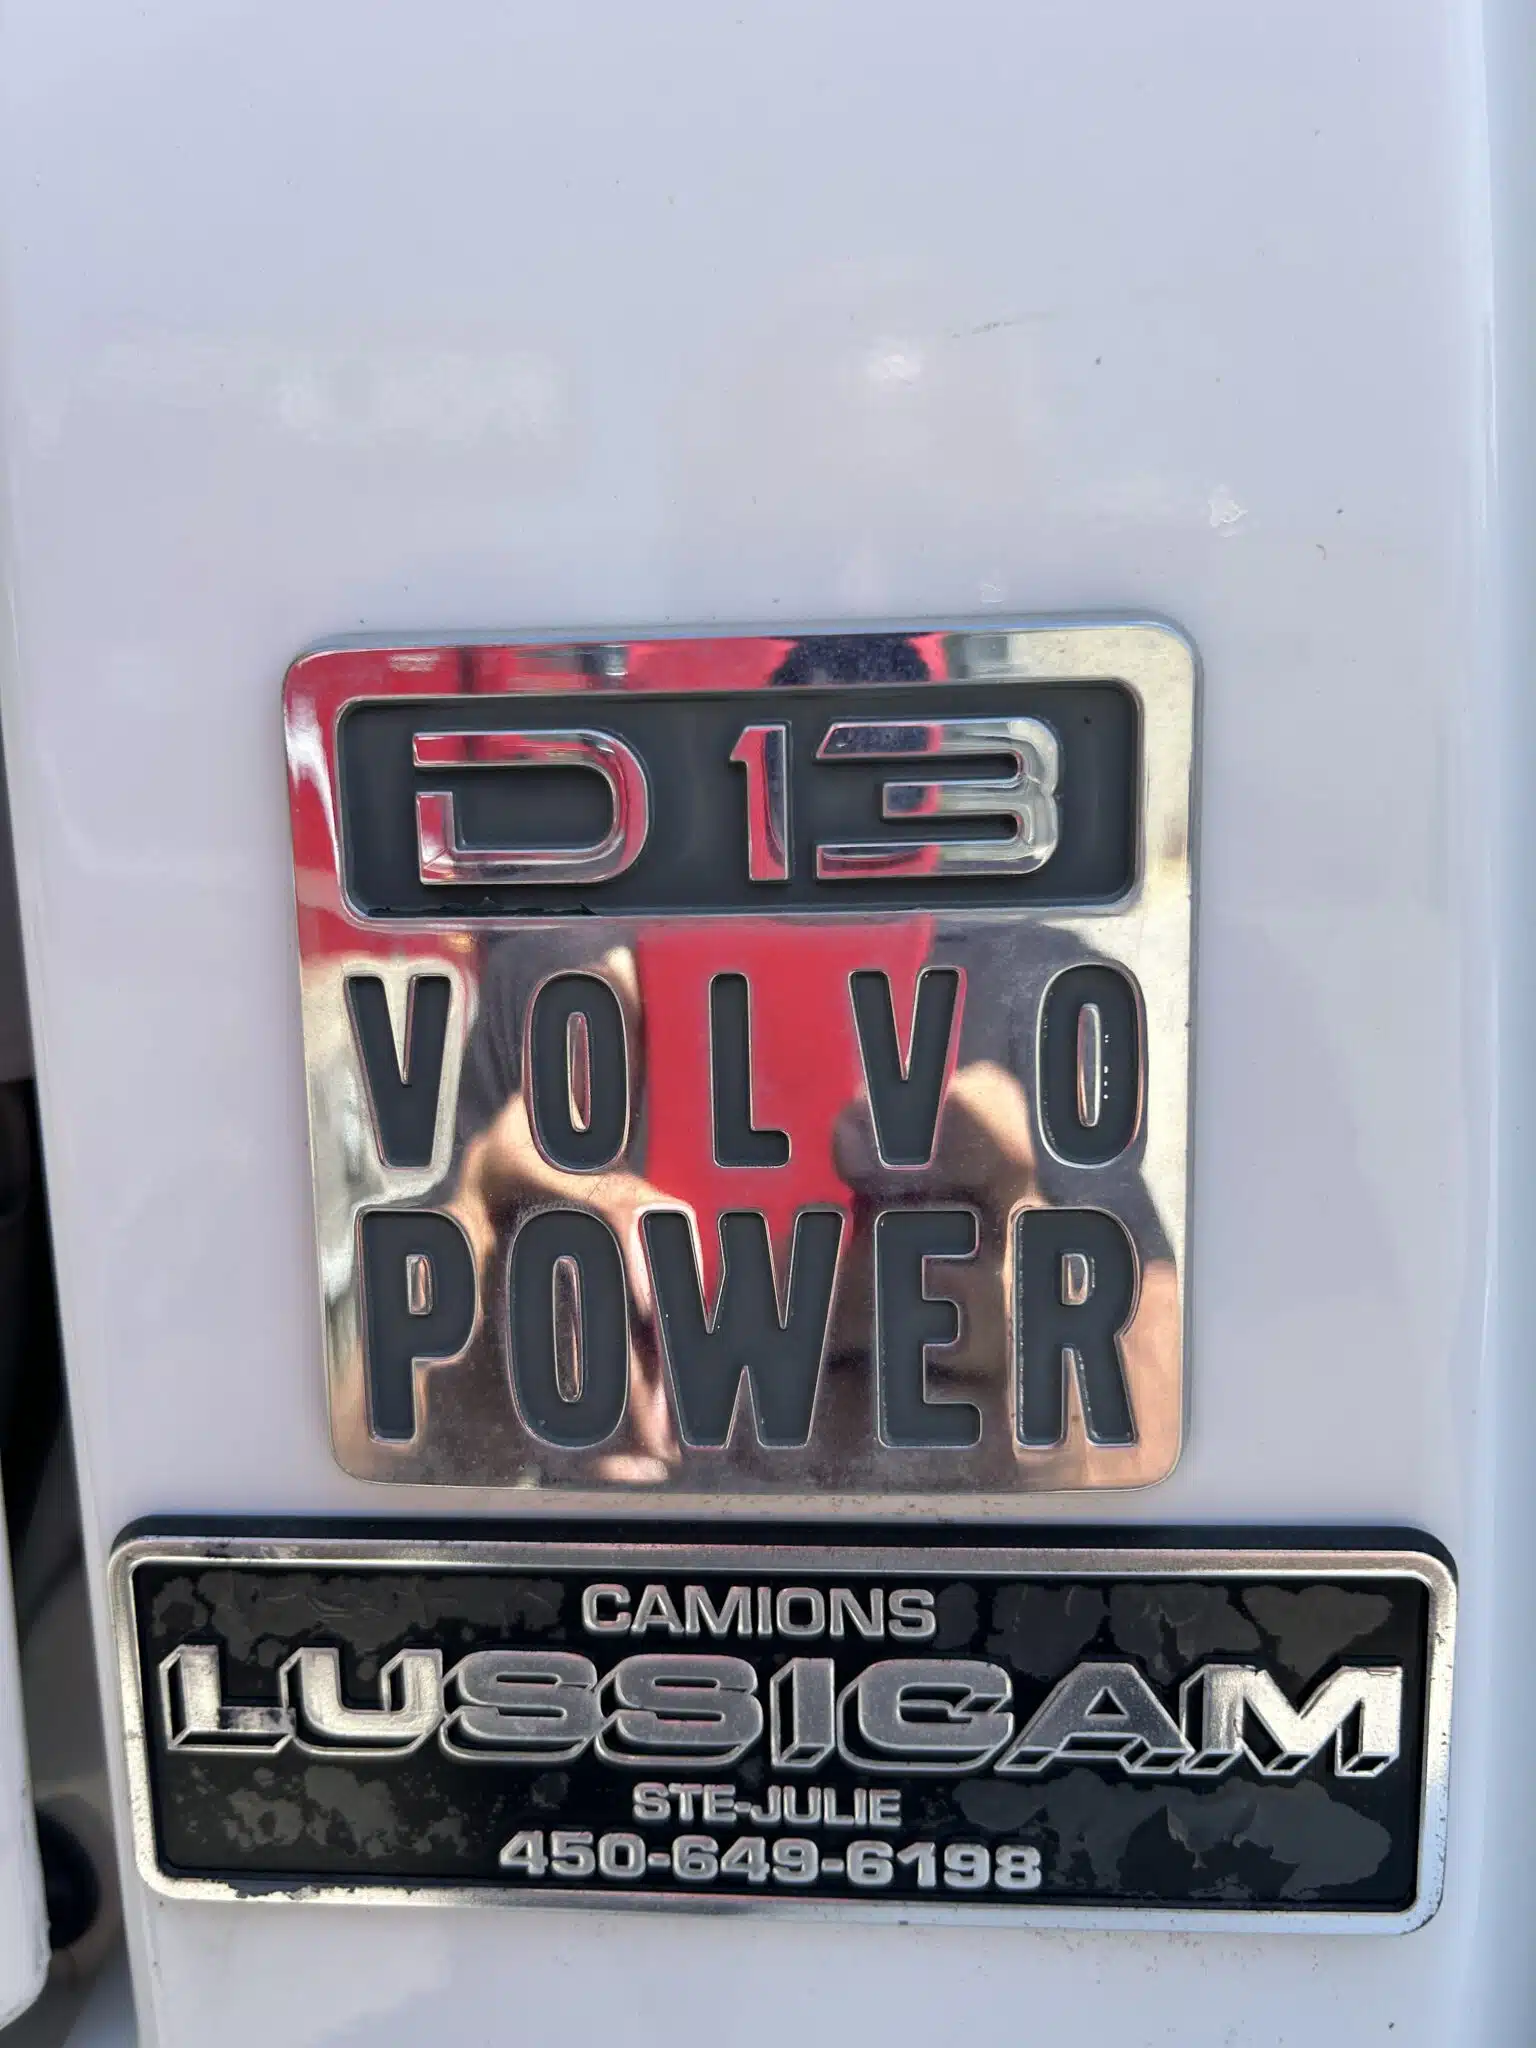 D13
VOLVO
POWER
CAMIONS
LUSSICAM
STE-JULIE
450-649-6198